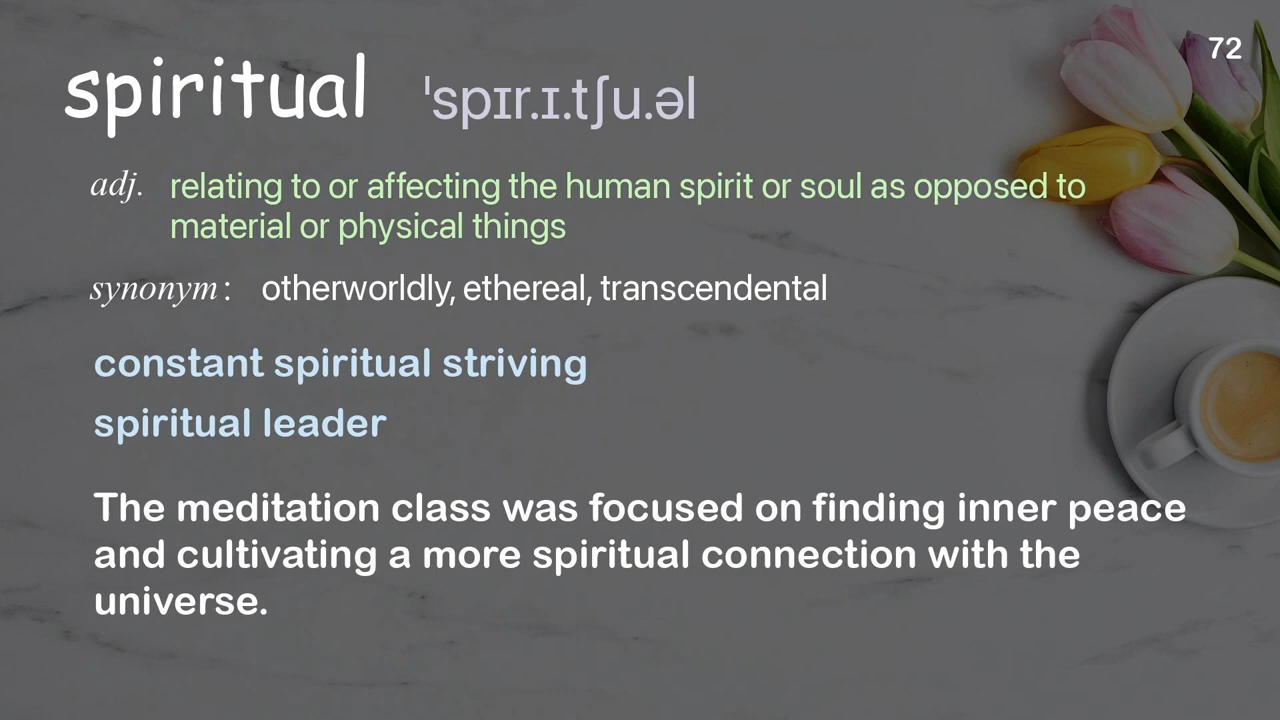 72
spiritual ˈspɪr.ɪ.tʃu.əl
adj. relating to or affecting the human spirit or soul as opposed to
material or physical things
synonym : otherworldly, ethereal, transcendental
constant spiritual striving
spiritual leader
The meditation class was focused on finding inner peace
and cultivating a more spiritual connection with the
universe.